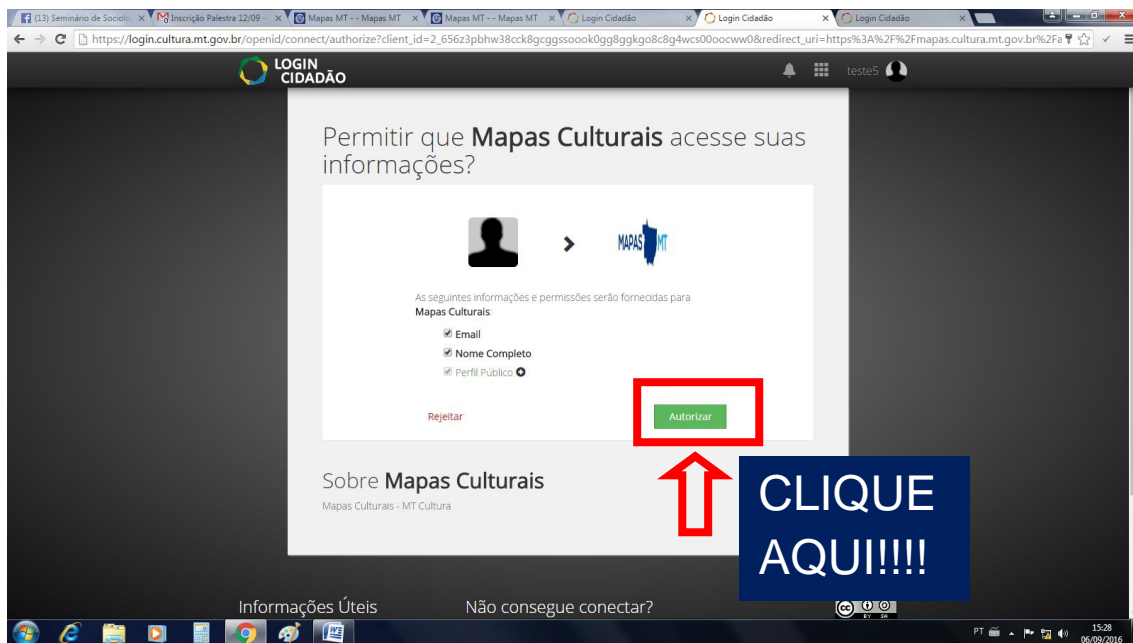 (13) Seminário de Sociolo
Inscrição Palestra 12/09 -
Mapas MT - - Mapas MT
Mapas MT - - Mapas MT
Login Cidadão
Login Cidadão
Login Cidadão
https://login.cultura.mt.gov.br/openid/connect/authorize?client_id=2_656z3pbhw38cck8gcggssoook0gg8ggkgo8c8g4wcs00ocww0&redirect_uri=https%3A%2F%2Fmapas.cultura.mt.gov.br%2Fa
LOGIN
CIDADÃO
teste5
Permitir que Mapas Culturais acesse suas
informações?
MAPAS MT
As seguintes informações e permissões serão fornecidas para
Mapas Culturais:
Email
Nome Completo
Perfil Público
Rejeitar
Autorizar
Sobre Mapas Culturais
Mapas Culturais - MT Cultura
CLIQUE
AQUI!!!!
Informações Úteis
Não consegue conectar?
cc
BY SA
PT
15:28
06/09/2016